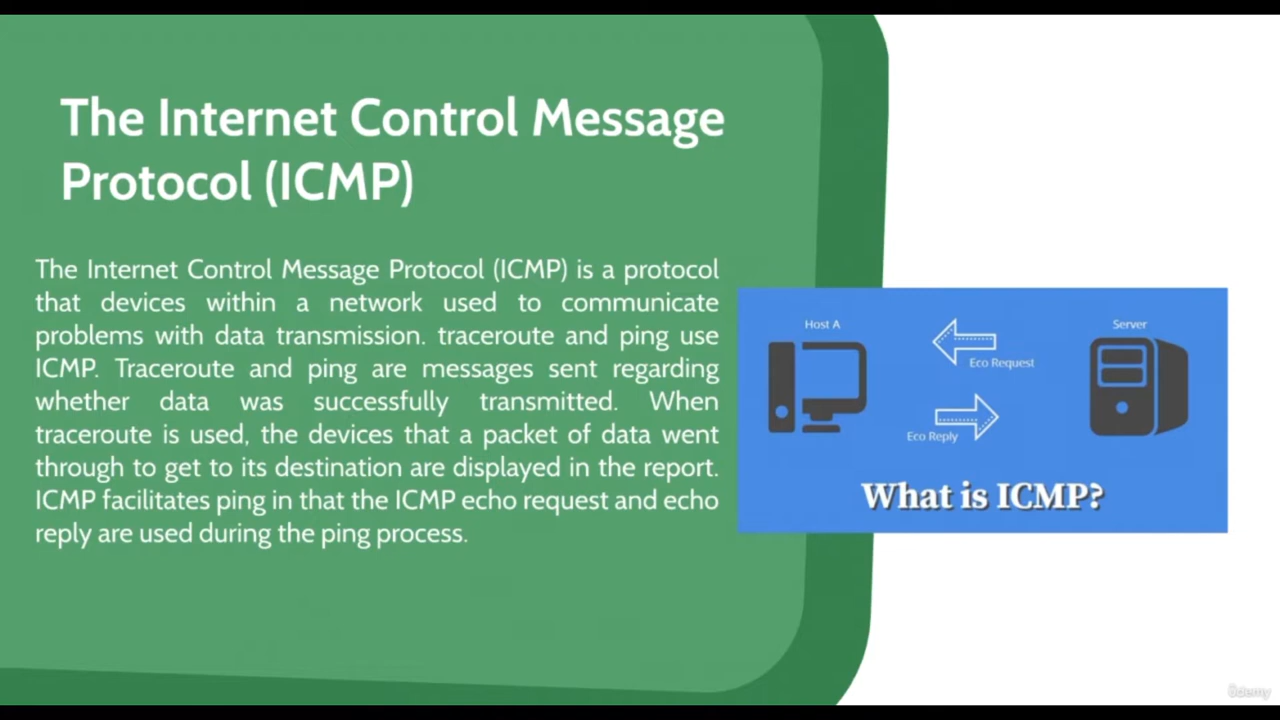 The Internet Control Message
Protocol (ICMP)
The Internet Control Message Protocol (ICMP) is a protocol
that devices within a network used to communicate
problems with data transmission. traceroute and ping use
ICMP. Traceroute and ping are messages sent regarding
whether data was successfully transmitted. When
traceroute is used, the devices that a packet of data went
through to get to its destination are displayed in the report.
ICMP facilitates ping in that the ICMP echo request and echo
reply are used during the ping process.
Host A
Server
Eco Request
Eco Reply
What is ICMP?
ûdemy